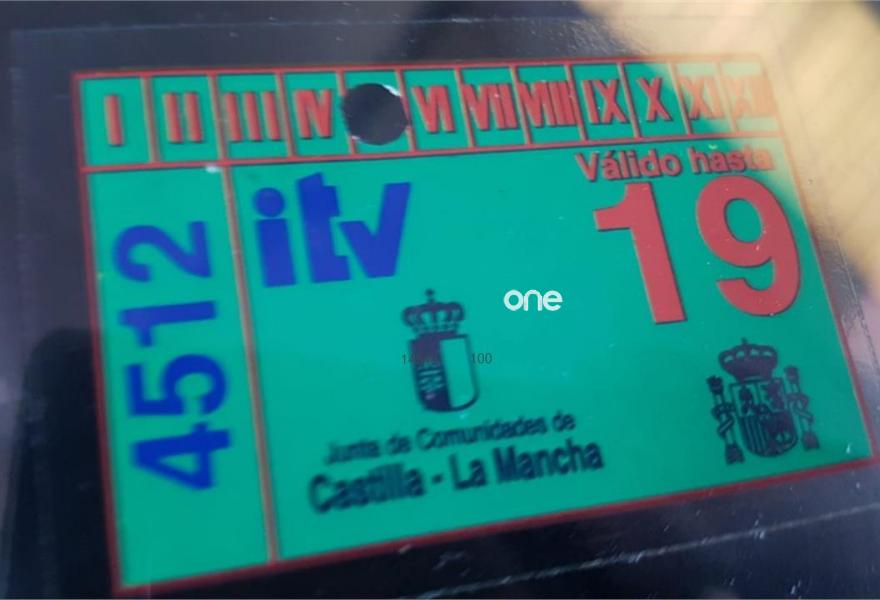 I II III IV VI VII VIII IX X XI XII
Válido hasta
itv
19
4512
one
100
Junta de Comunidades de
Castilla - La Mancha